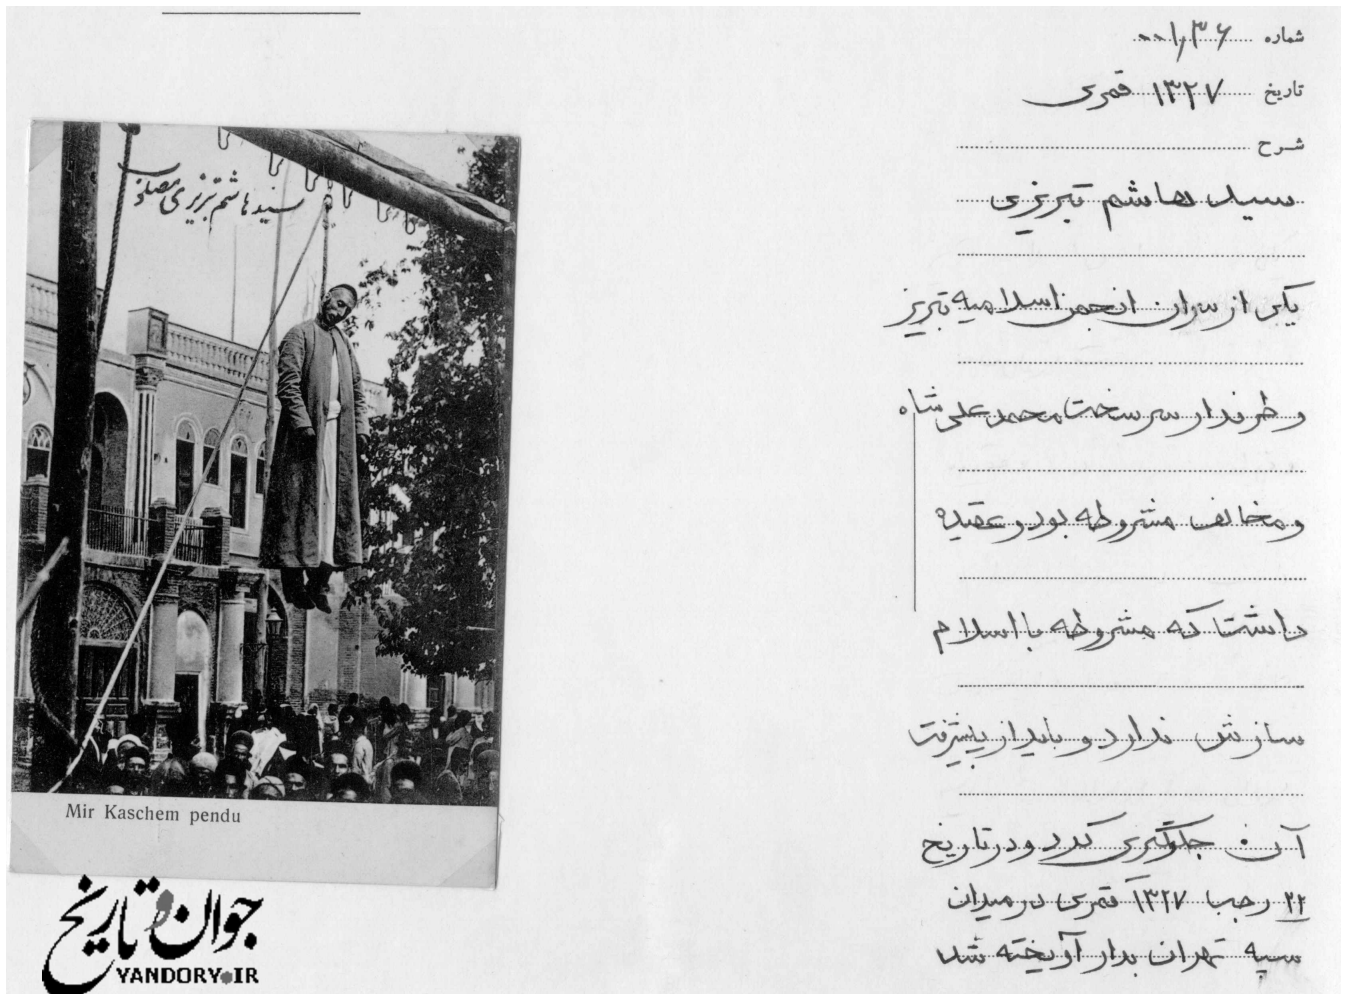 شماره ۱۳۶
تاریخ ۱۳۲۷ قمری
شرح
سید هاشم تبریزی
یکی از سران انجمن اسلامیه تبریز
و طرفدار سرسخت محمد علی شاه
و مخالف مشروطه بود و عقیده
داشت که مشروطه با اسلام
سازش ندارد و باید از پیشرفت
آن جلوگیری کرد و در تاریخ
۲۲ رجب ۱۳۲۷ قمری در میدان
سپه تهران بدار آویخته شد
سید هاشم تبریزی مصلوب
Mir Kaschem pendu
جوان و تاریخ
YANDORY.IR